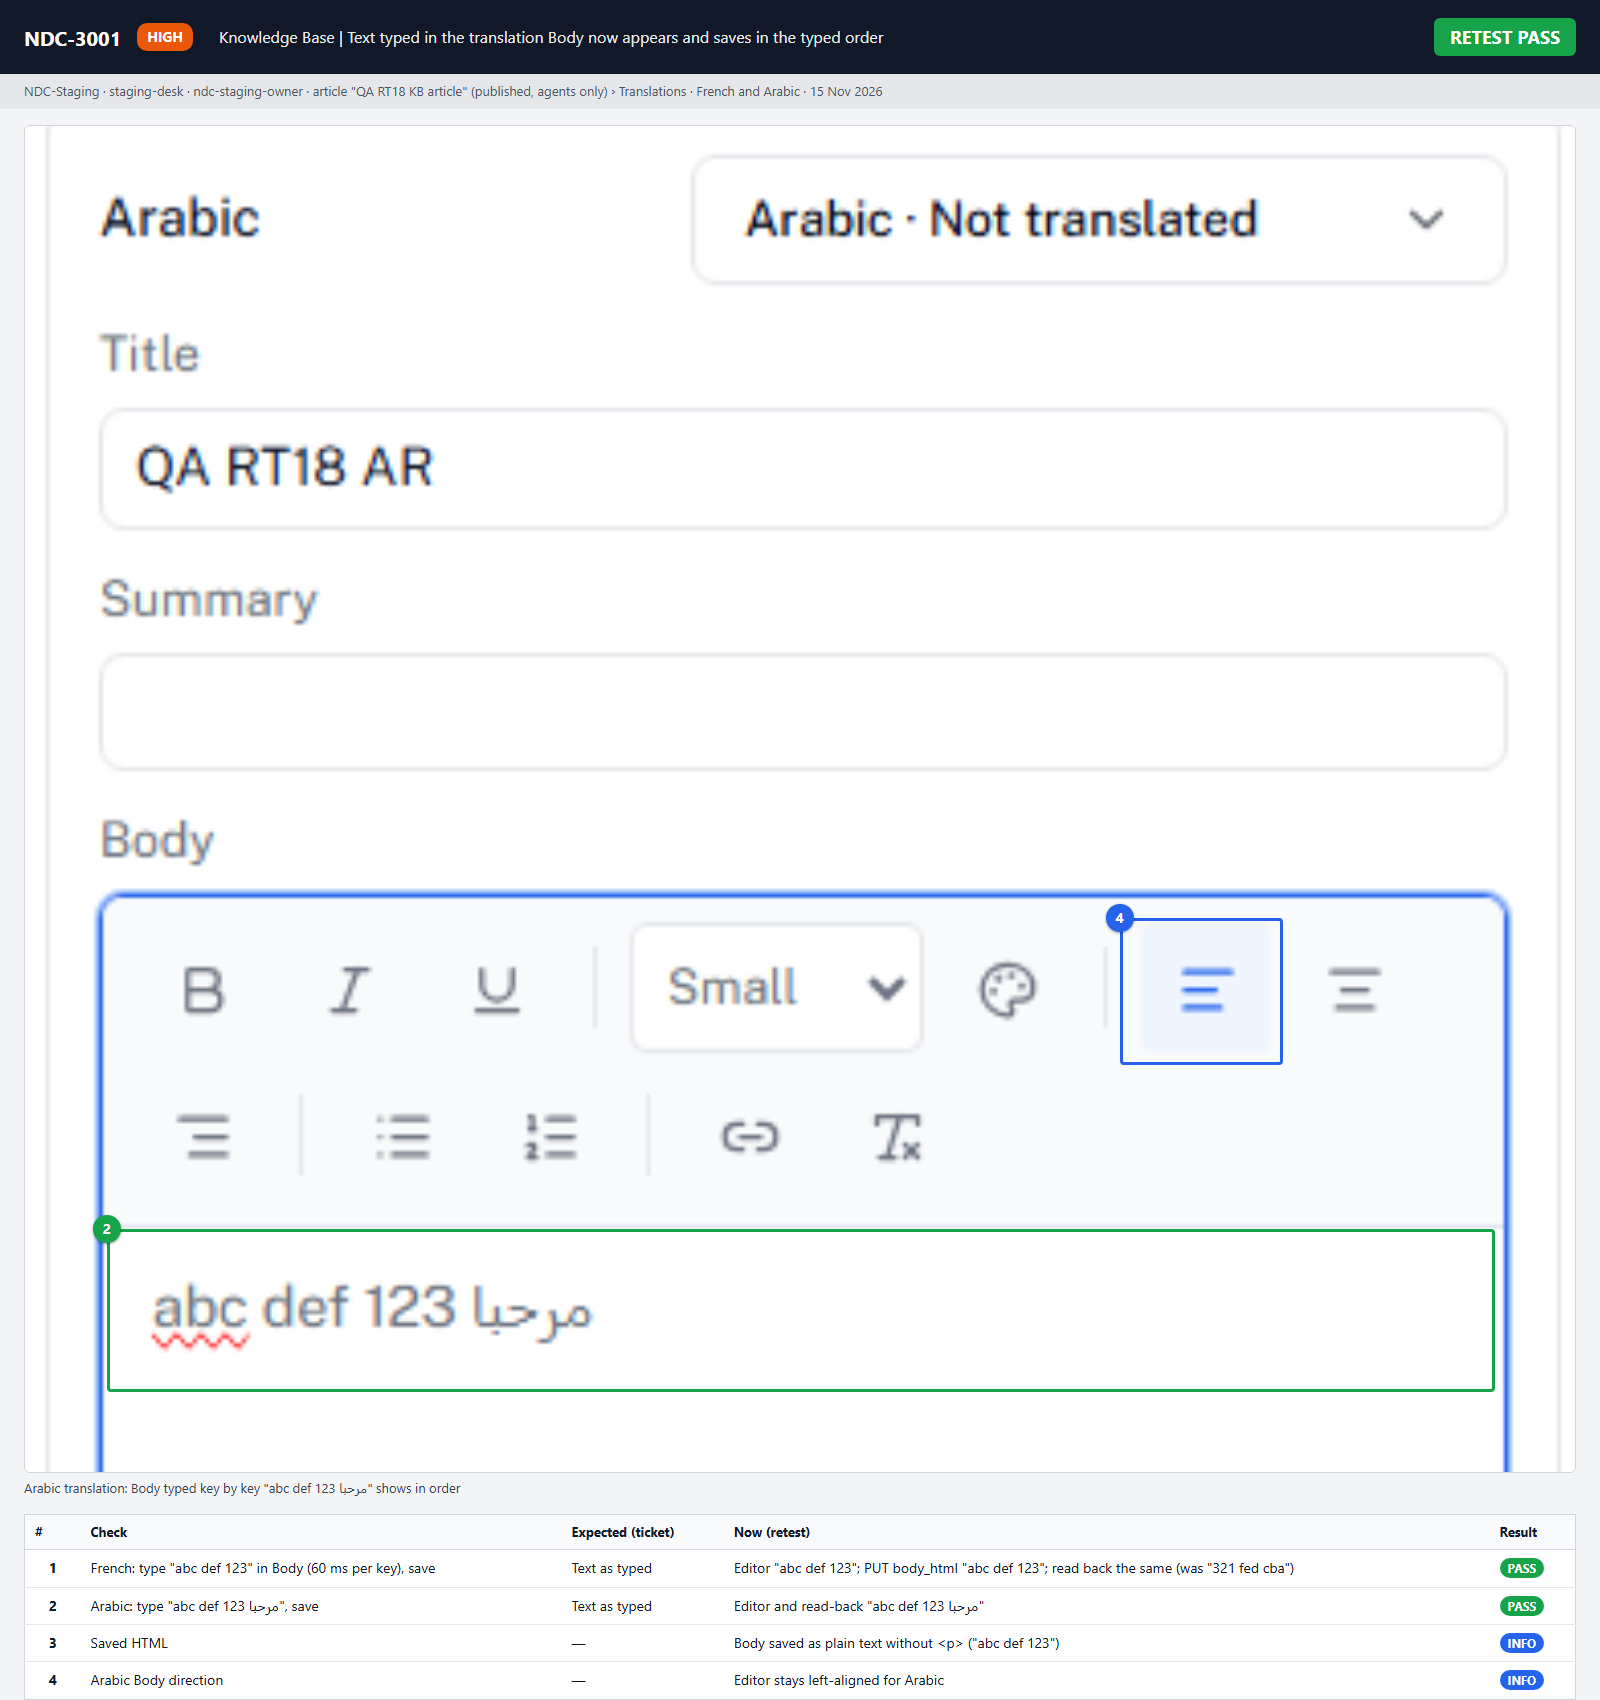 NDC-3001 HIGH Knowledge Base | Text typed in the translation Body now appears and saves in the typed order RETEST PASS
NDC-Staging · staging-desk · ndc-staging-owner · article "QA RT18 KB article" (published, agents only) › Translations · French and Arabic · 15 Nov 2026
Arabic Arabic · Not translated
Title
QA RT18 AR
Summary
Body
4
B I U Small
2
abc def 123 مرحبا
Arabic translation: Body typed key by key "abc def 123 مرحبا" shows in order
# Check Expected (ticket) Now (retest) Result
1 French: type "abc def 123" in Body (60 ms per key), save Text as typed Editor "abc def 123"; PUT body_html "abc def 123"; read back the same (was "321 fed cba") PASS
2 Arabic: type "abc def 123 مرحبا", save Text as typed Editor and read-back "abc def 123 مرحبا" PASS
3 Saved HTML — Body saved as plain text without <p> ("abc def 123") INFO
4 Arabic Body direction — Editor stays left-aligned for Arabic INFO